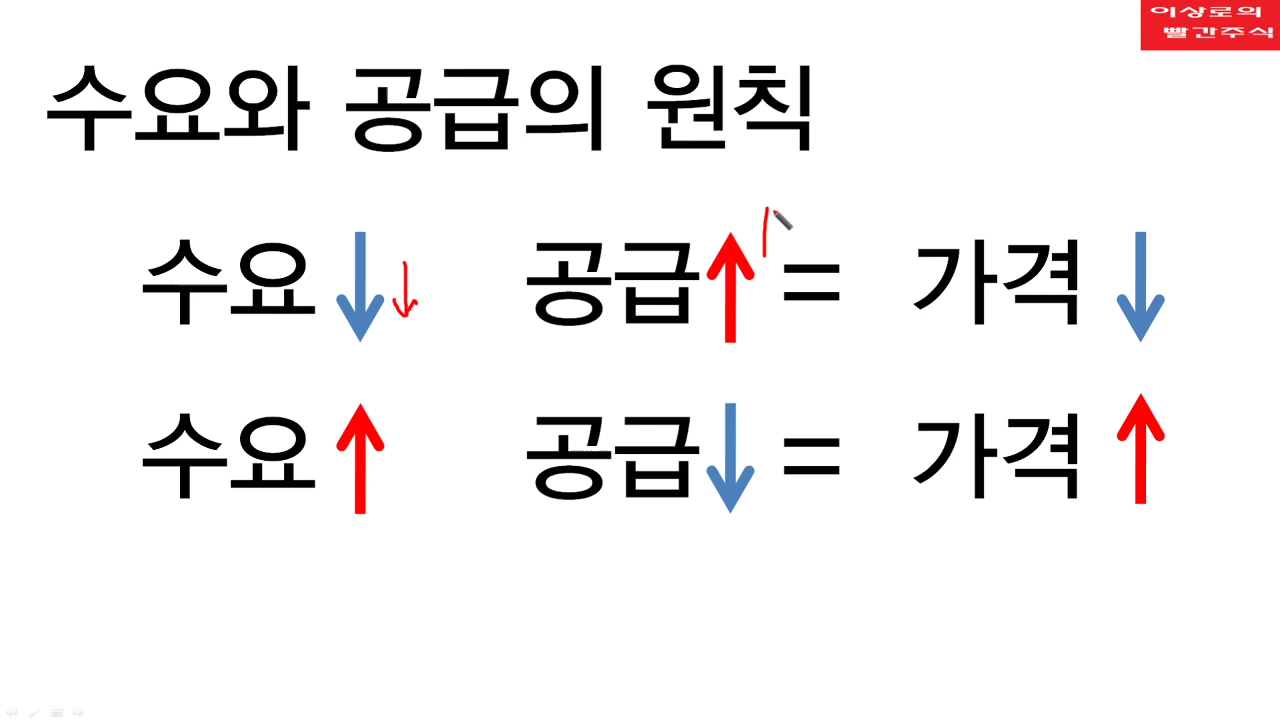 이상로의
빨간주식
수요와 공급의 원칙
수요↓ 공급↑ = 가격↓
수요↑ 공급↓ = 가격↑